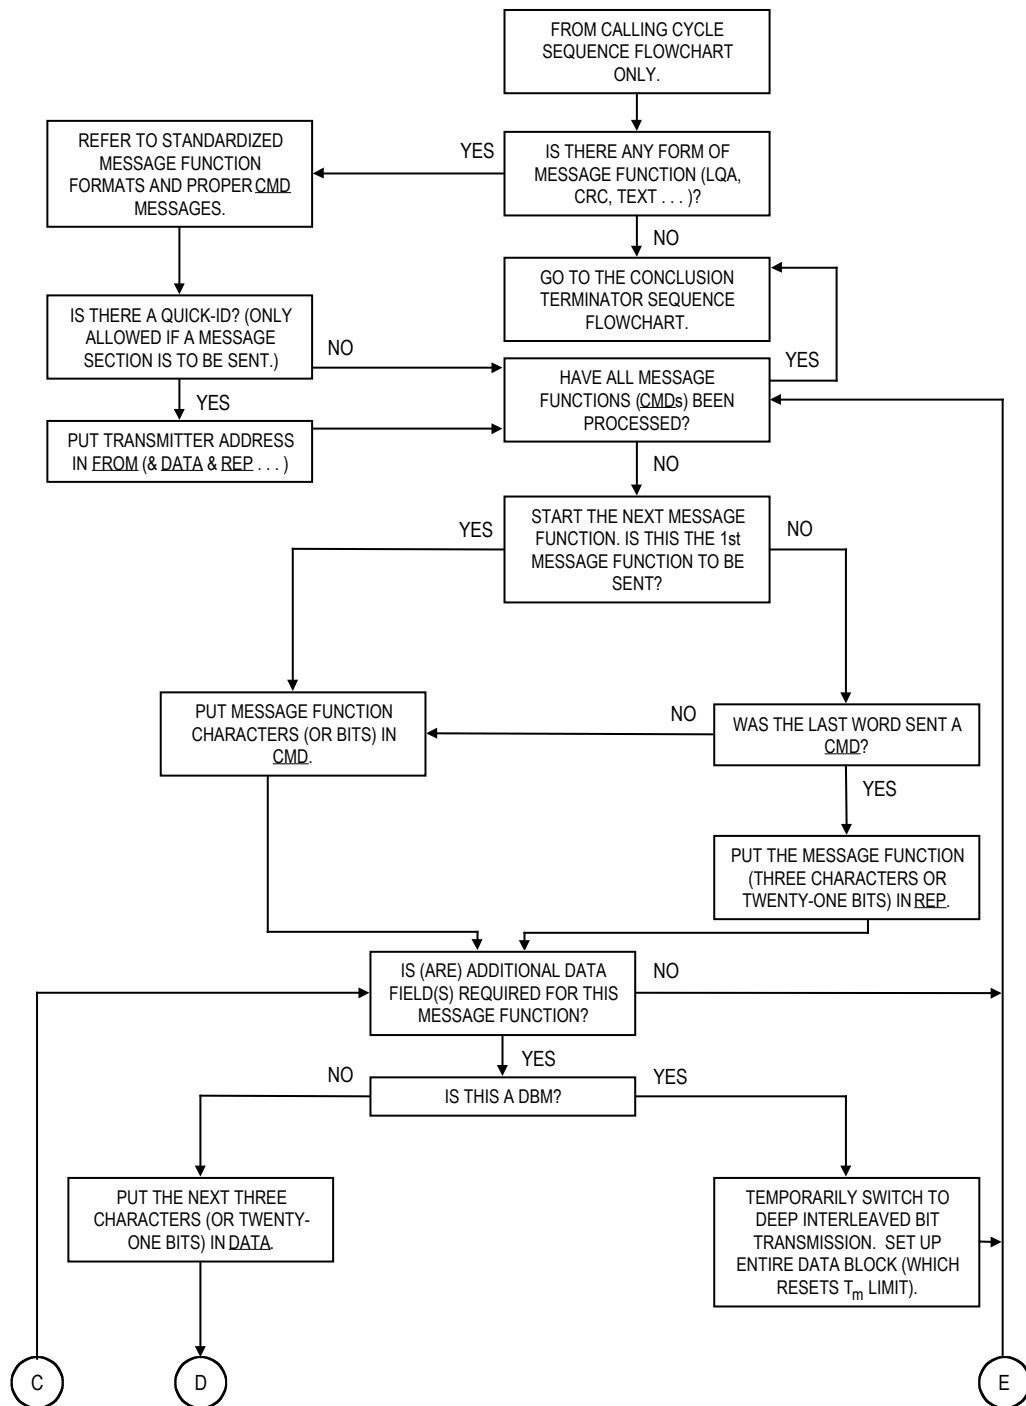 FROM CALLING CYCLE
SEQUENCE FLOWCHART
ONLY.
REFER TO STANDARDIZED
MESSAGE FUNCTION
FORMATS AND PROPER CMD
MESSAGES.
YES
IS THERE ANY FORM OF
MESSAGE FUNCTION (LQA,
CRC, TEXT . . . )?
NO
GO TO THE CONCLUSION
TERMINATOR SEQUENCE
FLOWCHART.
IS THERE A QUICK-ID? (ONLY
ALLOWED IF A MESSAGE
SECTION IS TO BE SENT.)
NO
YES
HAVE ALL MESSAGE
FUNCTIONS (CMDs) BEEN
PROCESSED?
YES
PUT TRANSMITTER ADDRESS
IN FROM (& DATA & REP . . . )
NO
START THE NEXT MESSAGE
FUNCTION. IS THIS THE 1st
MESSAGE FUNCTION TO BE
SENT?
YES
NO
PUT MESSAGE FUNCTION
CHARACTERS (OR BITS) IN
CMD.
NO
WAS THE LAST WORD SENT A
CMD?
YES
PUT THE MESSAGE FUNCTION
(THREE CHARACTERS OR
TWENTY-ONE BITS) IN REP.
IS (ARE) ADDITIONAL DATA
FIELD(S) REQUIRED FOR THIS
MESSAGE FUNCTION?
NO
YES
NO
IS THIS A DBM?
YES
PUT THE NEXT THREE
CHARACTERS (OR TWENTY-
ONE BITS) IN DATA.
TEMPORARILY SWITCH TO
DEEP INTERLEAVED BIT
TRANSMISSION. SET UP
ENTIRE DATA BLOCK (WHICH
RESETS Tm LIMIT).
C
D
E